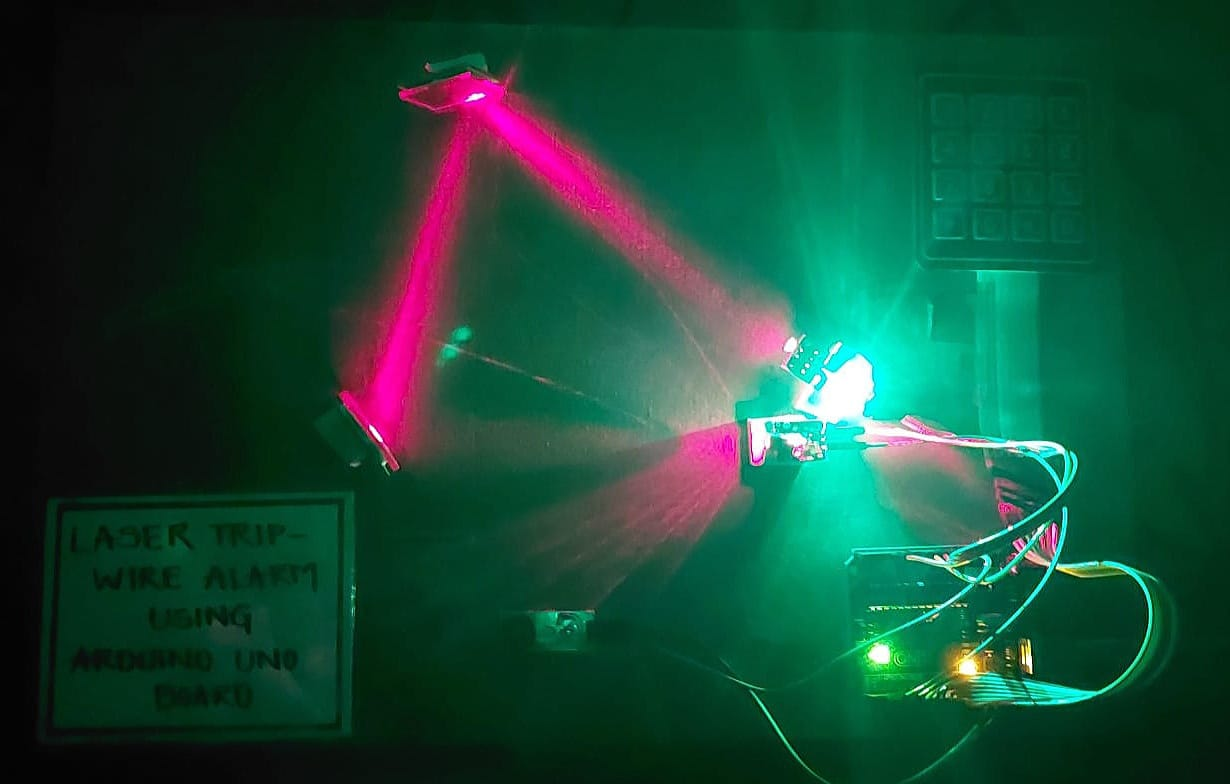 LASER TRIP-
WIRE ALARM
USING
ARDUINO UNO
BOARD